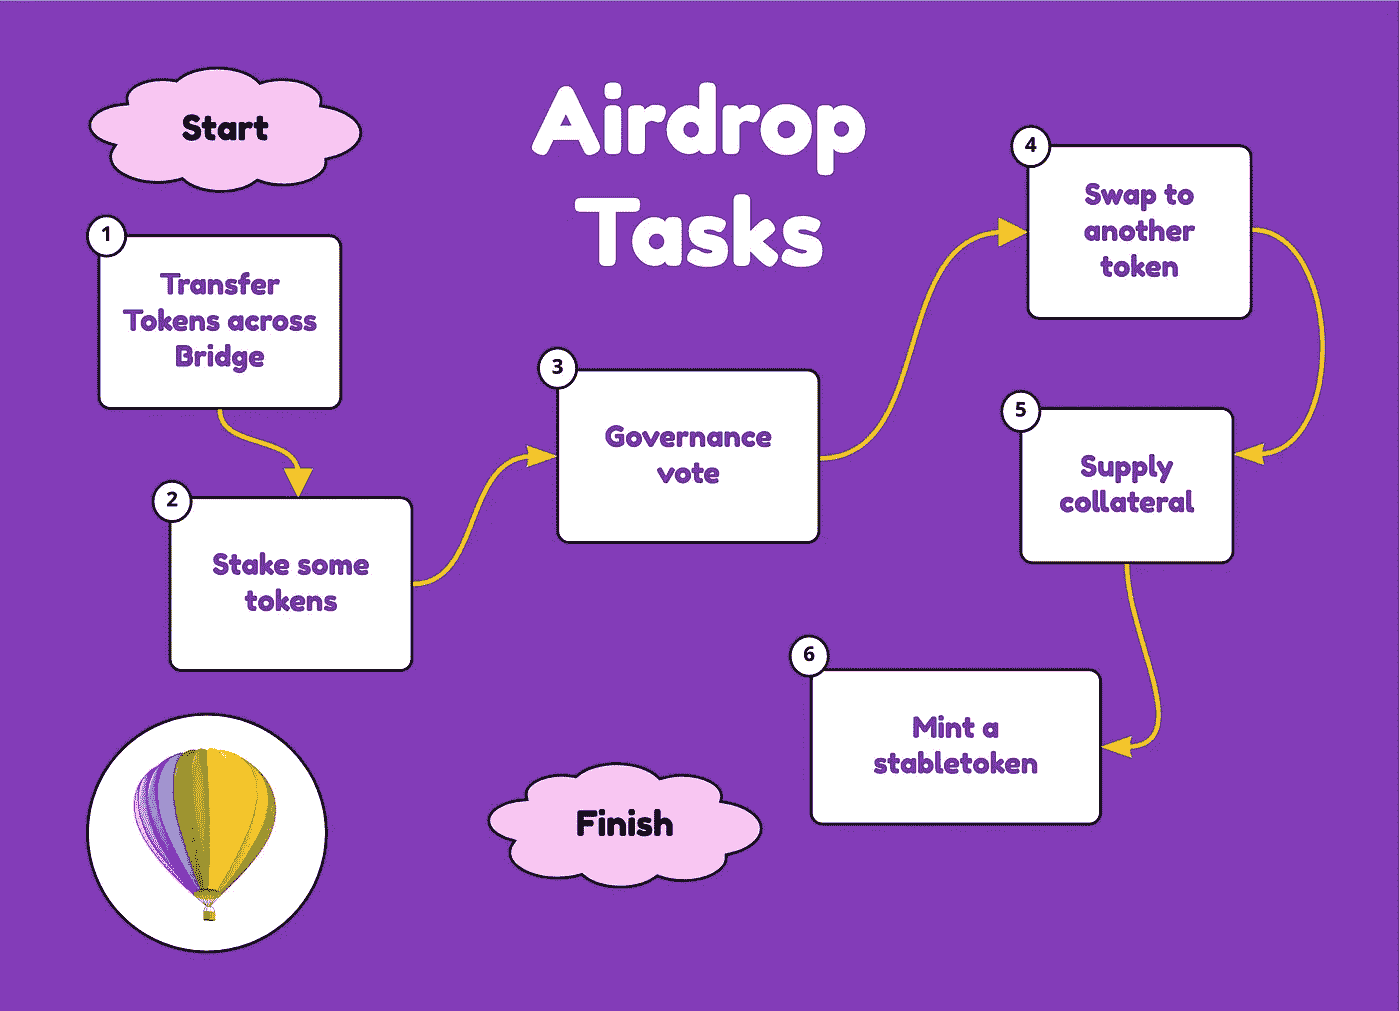 Airdrop
Tasks
Start
1
Transfer
Tokens across
Bridge
2
Stake some
tokens
3
Governance
vote
4
Swap to
another
token
5
Supply
collateral
6
Mint a
stabletoken
Finish